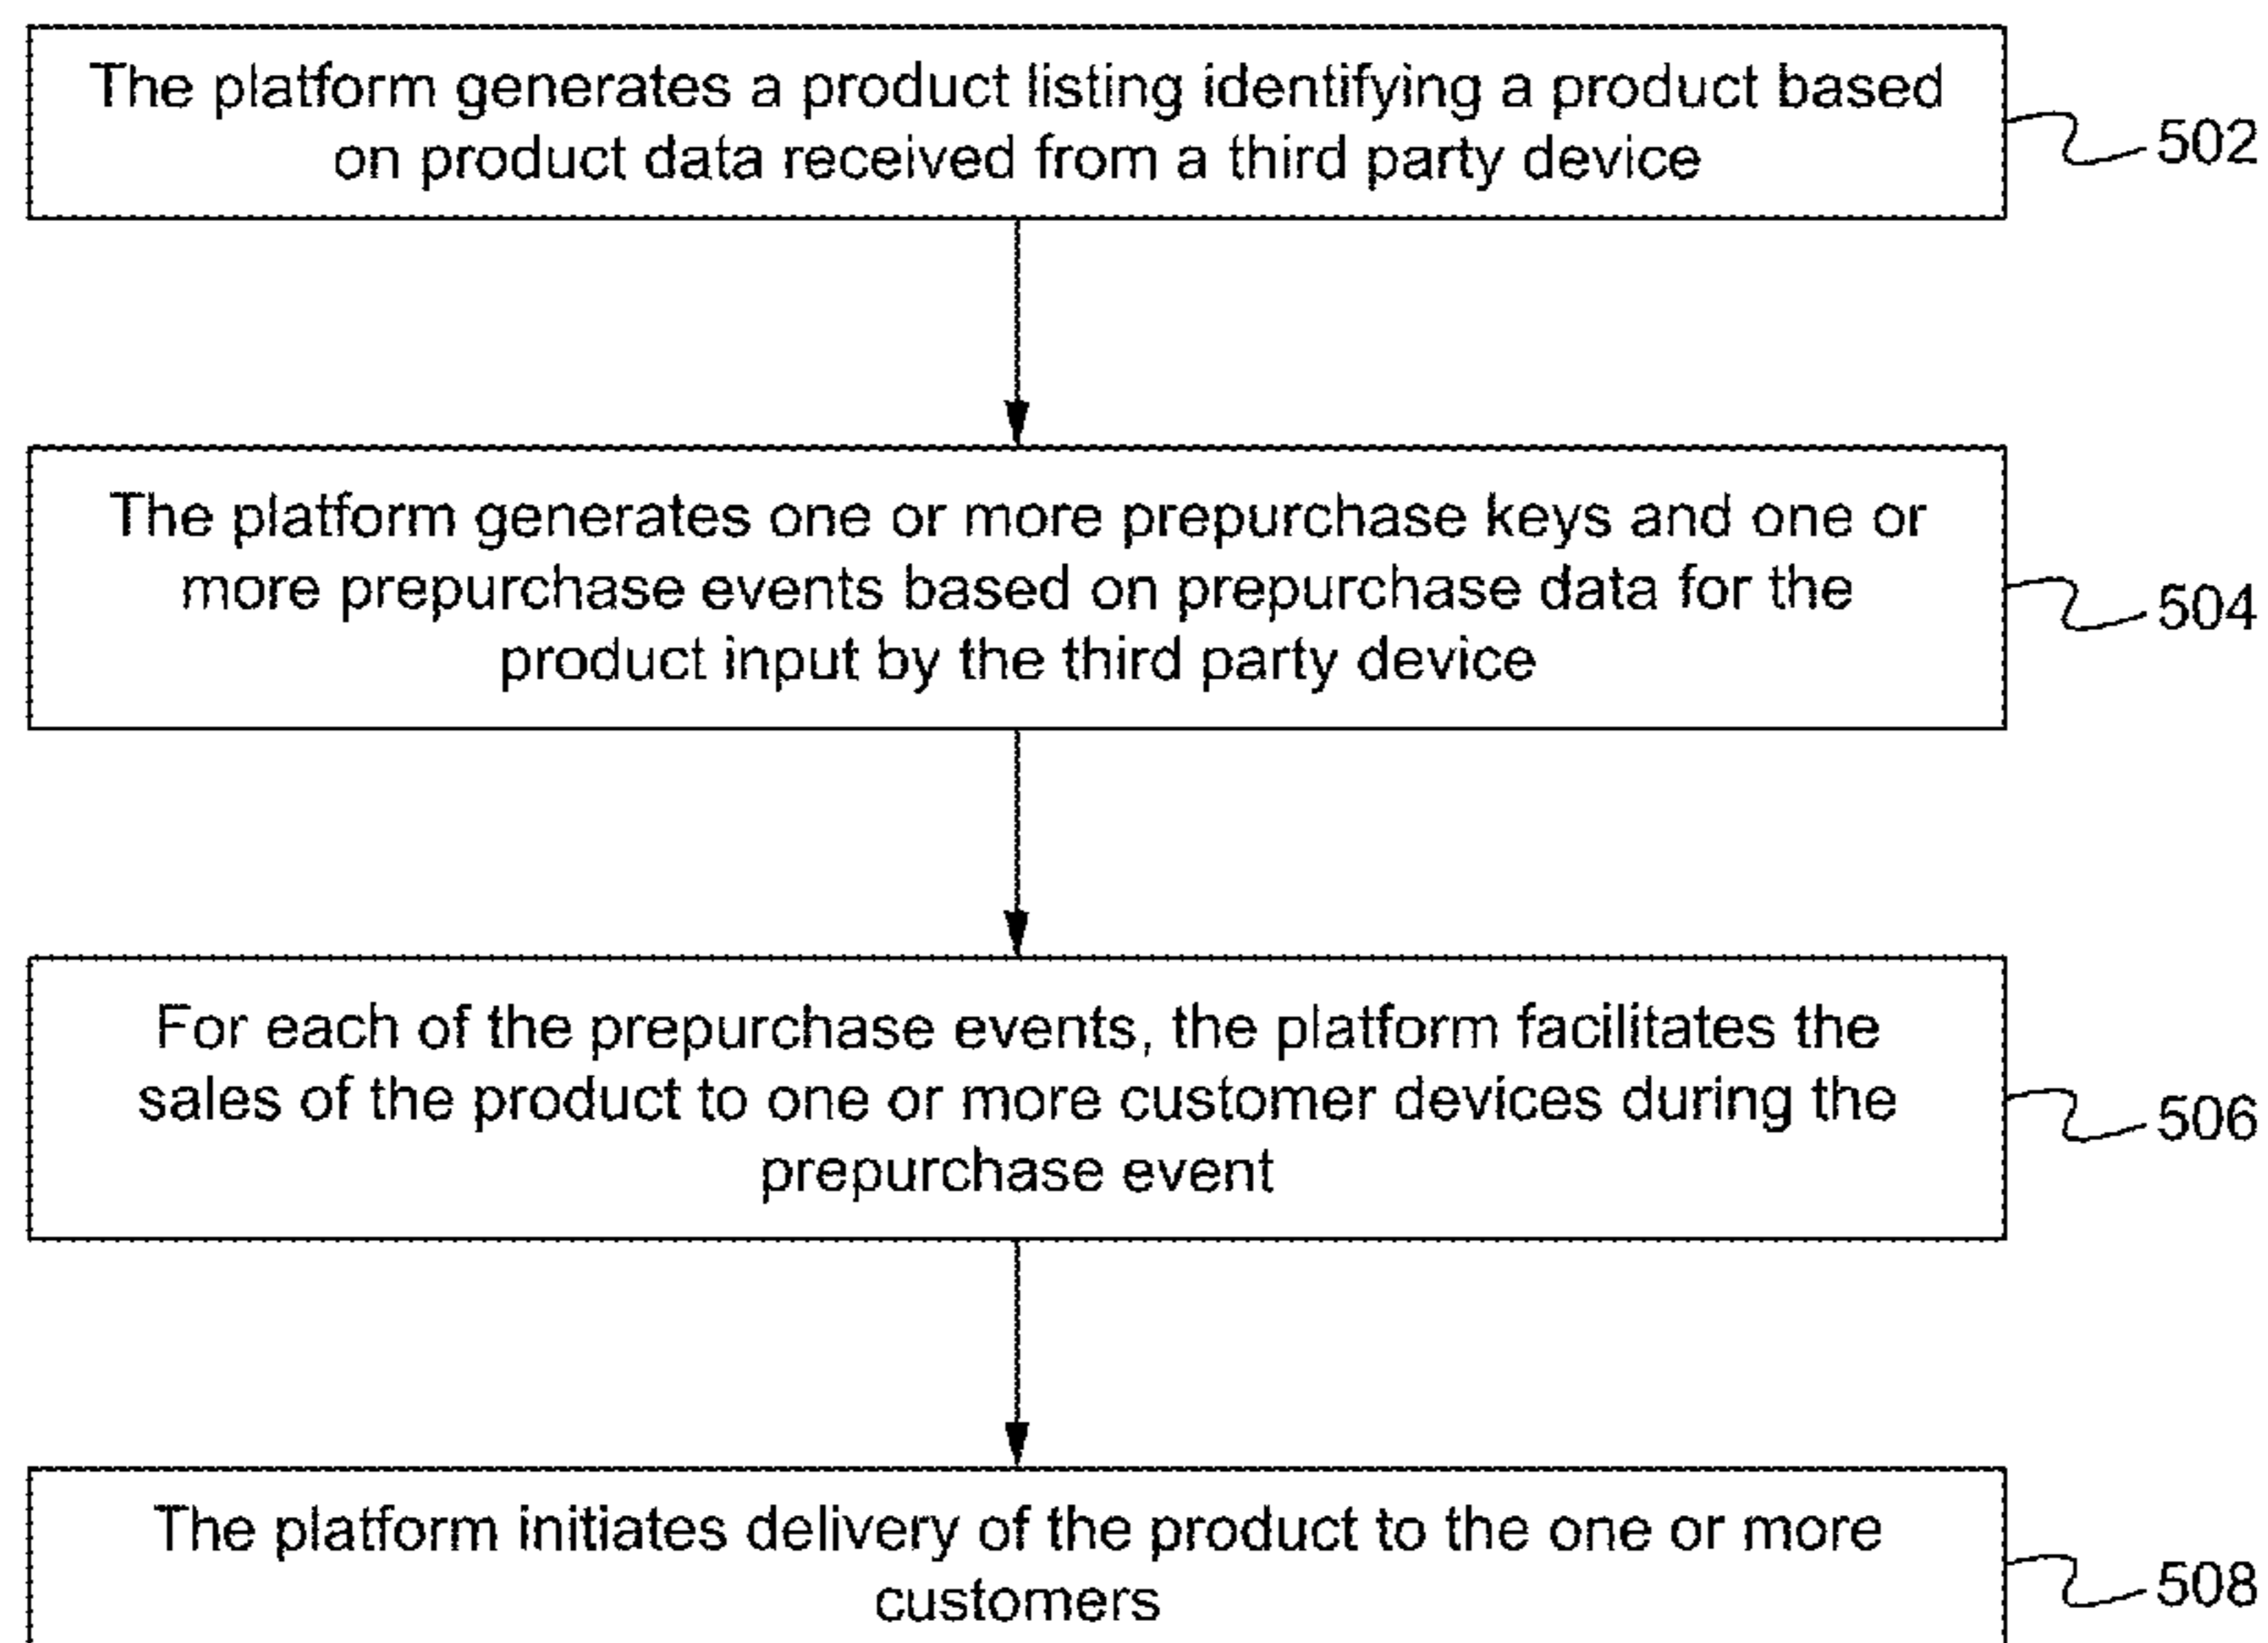 The platform generates a product listing identifying a product based
on product data received from a third party device
502
The platform generates one or more prepurchase keys and one or
more prepurchase events based on prepurchase data for the
product input by the third party device
504
For each of the prepurchase events, the platform facilitates the
sales of the product to one or more customer devices during the
prepurchase event
506
The platform initiates delivery of the product to the one or more
customers
508